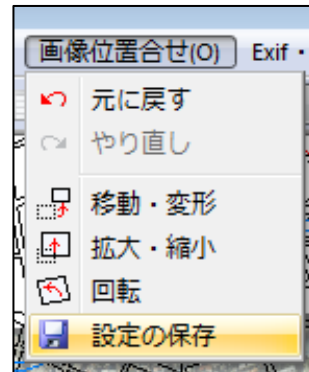 画像位置合せ(O) Exif・
元に戻す
やり直し
移動・変形
拡大・縮小
回転
設定の保存